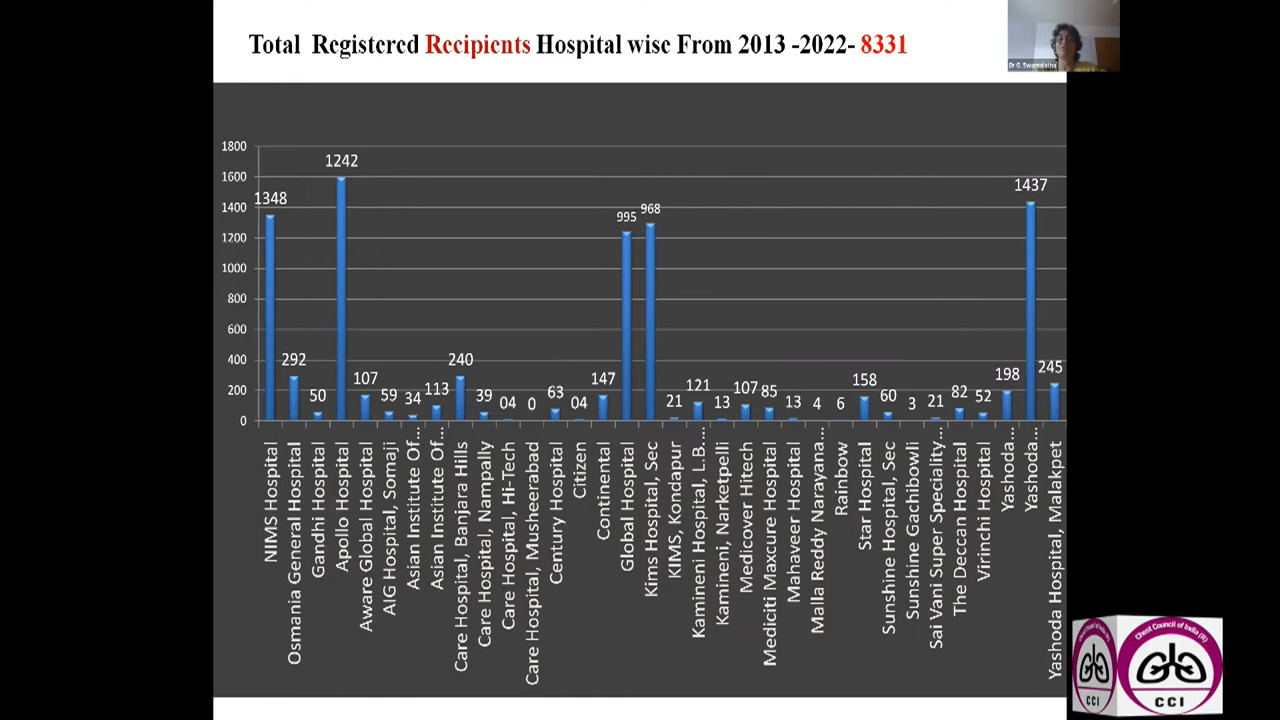 Total Registered Recipients Hospital wise From 2013 -2022- 8331
Dr G. Swarnalatha
1800
1600
1400
1200
1000
800
600
400
200
0
1348
292
50
1242
107
59
34
113
240
39
04
0
63
04
147
995
968
21
121
13
107
85
13
4
6
158
60
3
21
82
52
198
1437
245
NIMS Hospital
Osmania General Hospital
Gandhi Hospital
Apollo Hospital
Aware Global Hospital
AIG Hospital, Somaji
Asian Institute Of…
Asian Institute Of…
Care Hospital, Banjara Hills
Care Hospital, Nampally
Care Hospital, Hi-Tech
Care Hospital, Musheerabad
Century Hospital
Citizen
Continental
Global Hospital
Kims Hospital, Sec
KIMS, Kondapur
Kamineni Hospital, L.B.…
Kamineni, Narketpelli
Medicover Hitech
Mediciti Maxcure Hospital
Mahaveer Hospital
Malla Reddy Narayana…
Rainbow
Star Hospital
Sunshine Hospital, Sec
Sunshine Gachibowli
Sai Vani Super Speciality…
The Deccan Hospital
Virinchi Hospital
Yashoda…
Yashoda…
Yashoda Hospital, Malakpet
Chest Council of India (R)
CCI
CCI